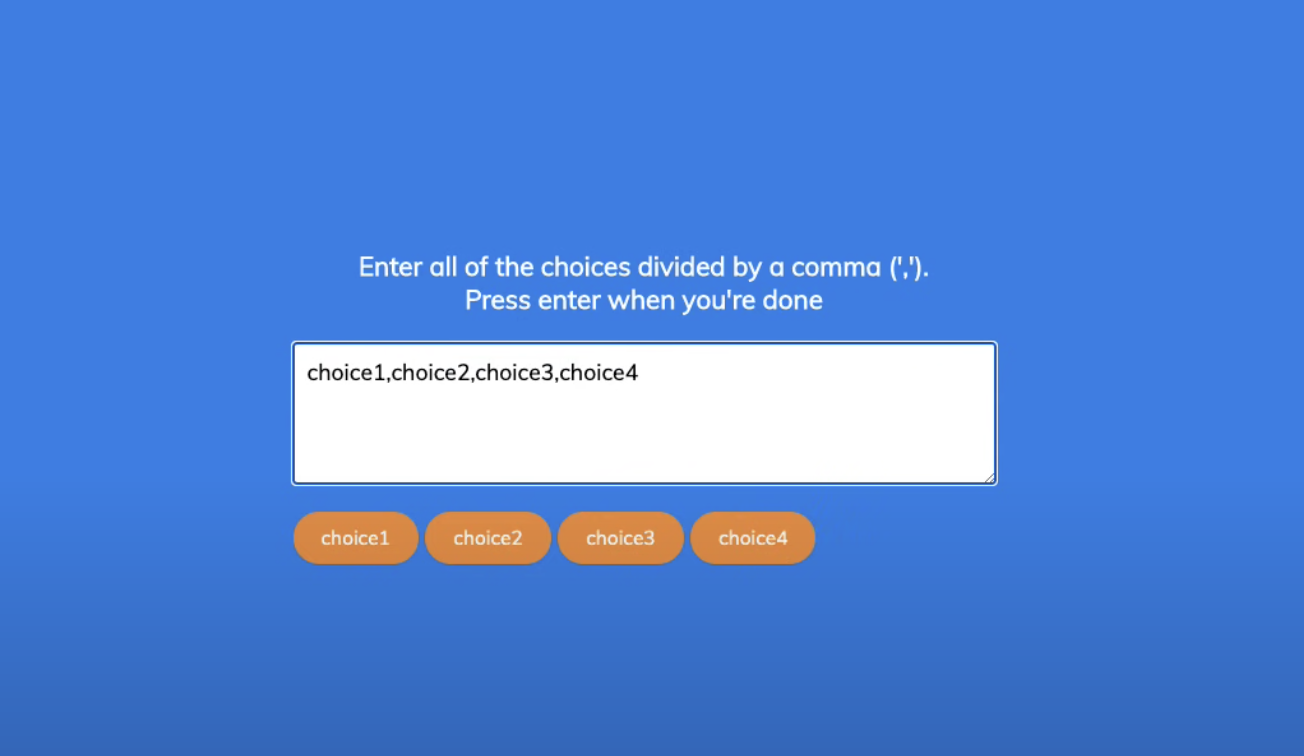 Enter all of the choices divided by a comma (',').
Press enter when you're done
choice1,choice2,choice3,choice4
choice1 choice2 choice3 choice4